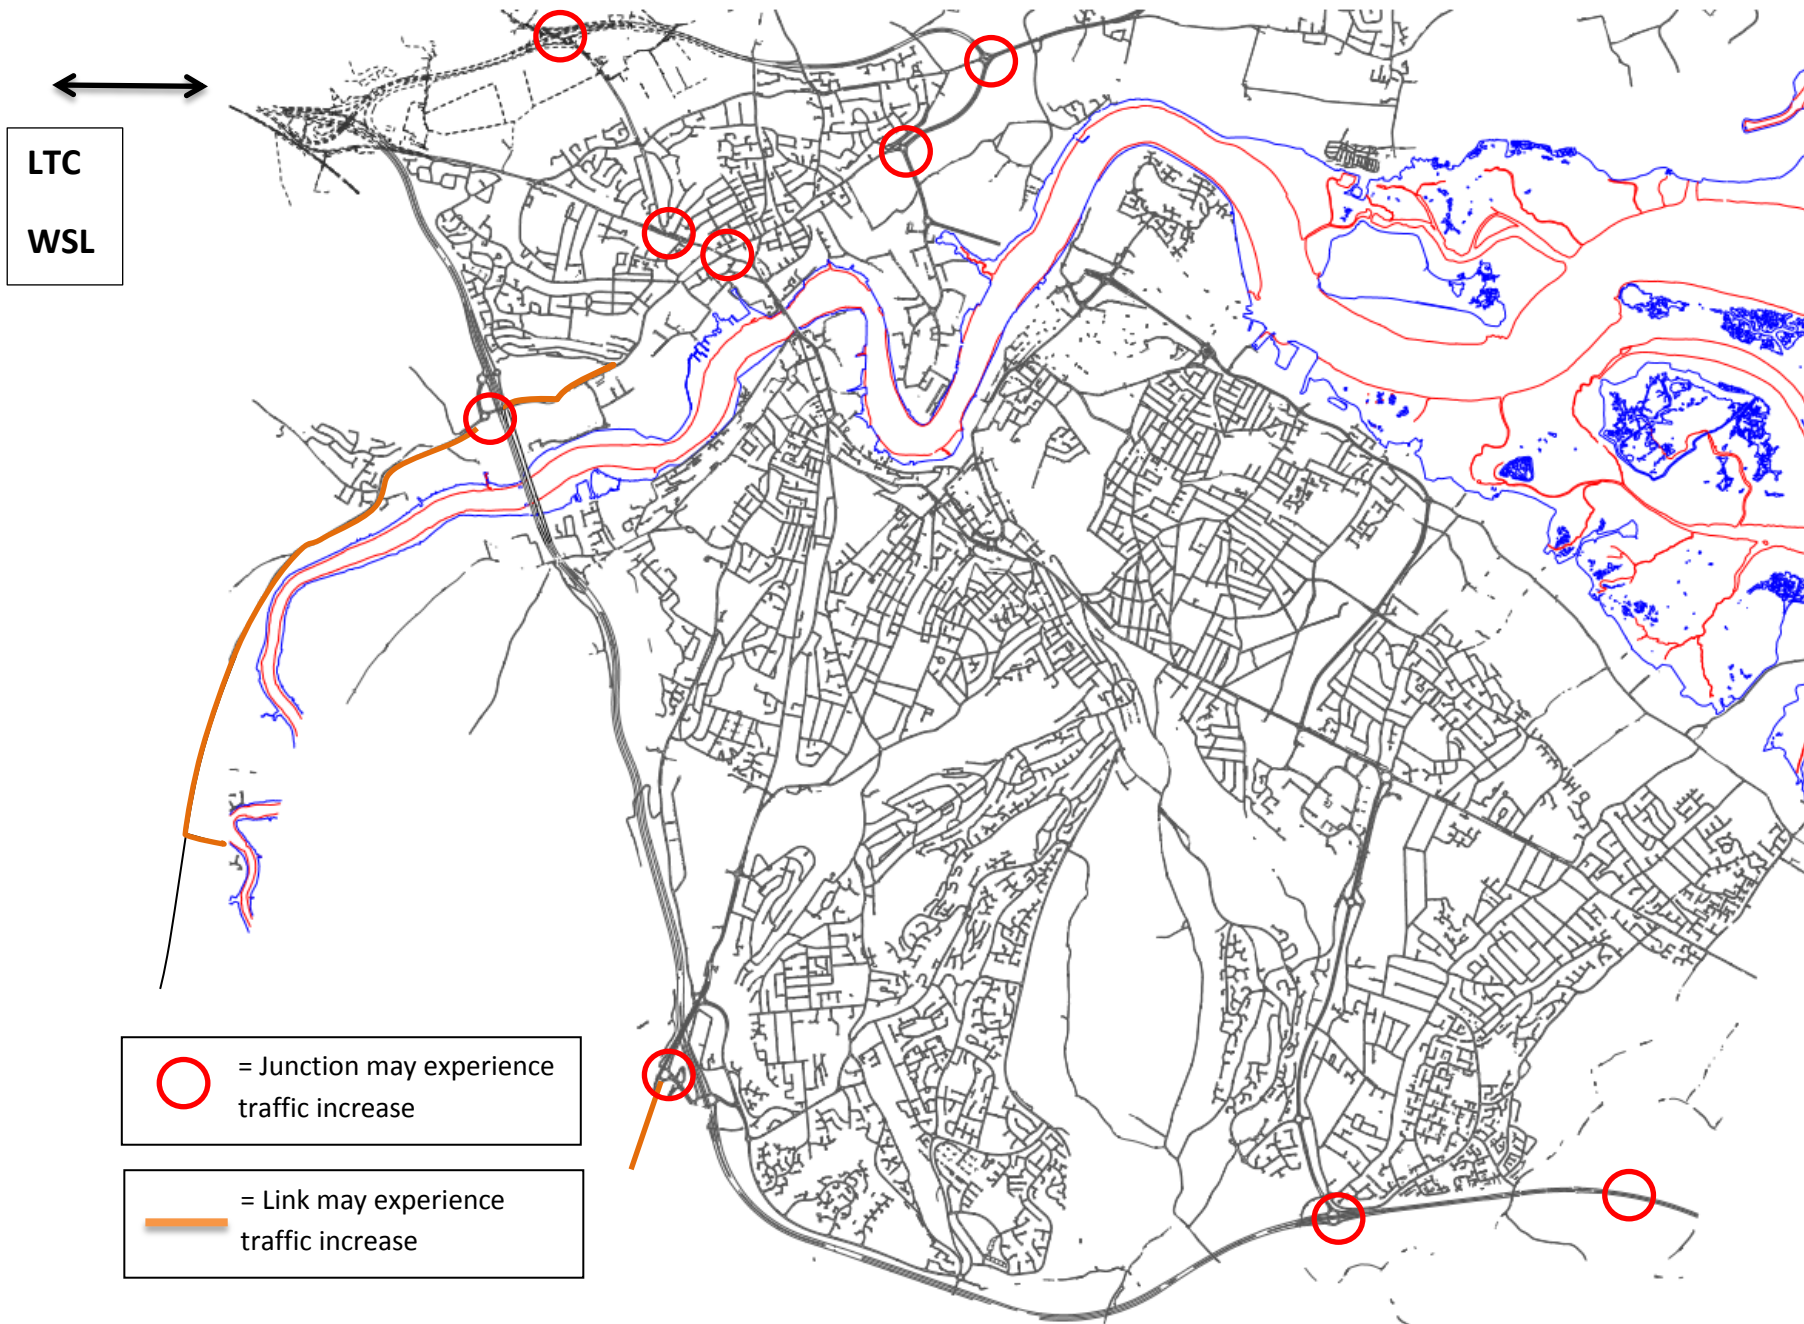 LTC
WSL
= Junction may experience
traffic increase
= Link may experience
traffic increase